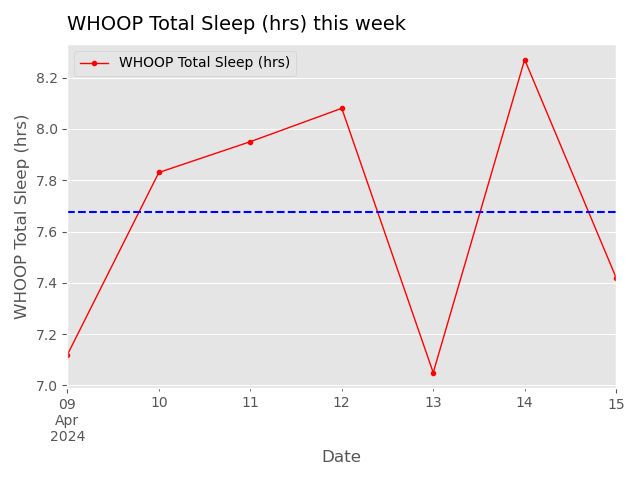 WHOOP Total Sleep (hrs) this week
WHOOP Total Sleep (hrs)
8.2
8.0
7.8
7.6
7.4
7.2
7.0
WHOOP Total Sleep (hrs)
09 10 11 12 13 14 15
Apr
2024
Date